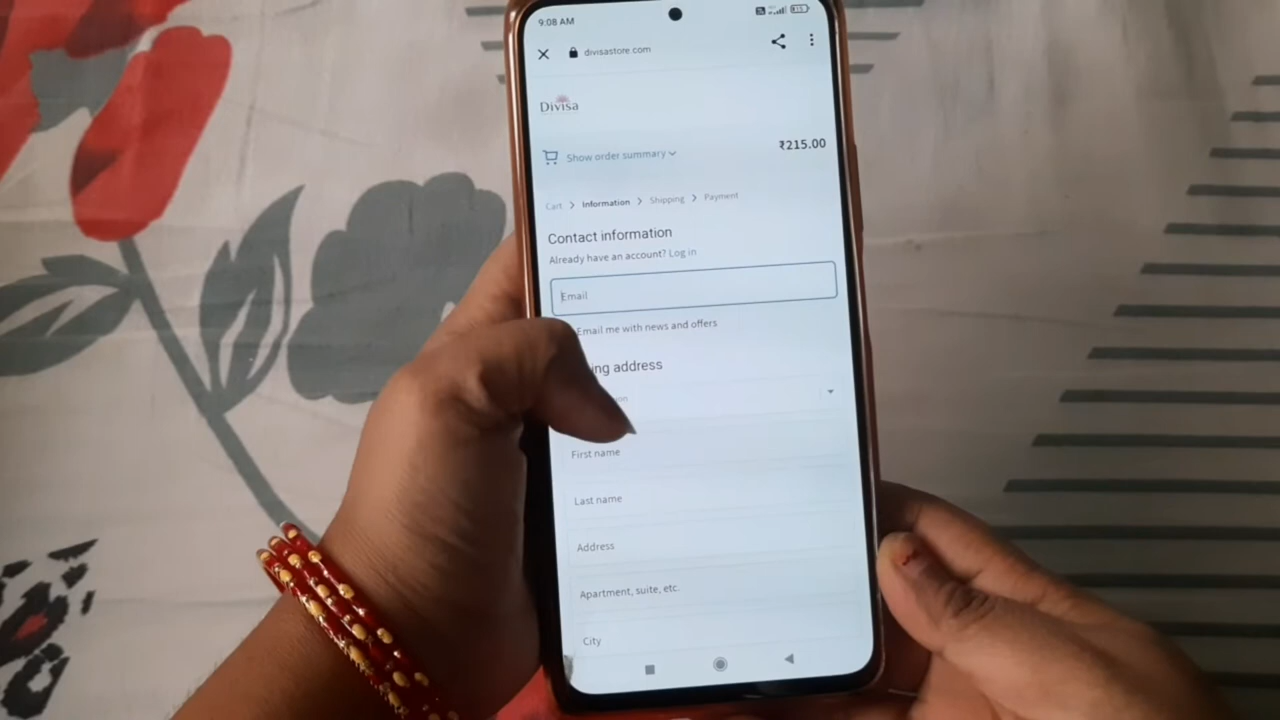 9:08 AM
divisastore.com
Divisa
Show order summary
₹215.00
Cart > Information > Shipping > Payment
Contact information
Already have an account? Log in
Email
Email me with news and offers
address
First name
Last name
Address
Apartment, suite, etc.
City